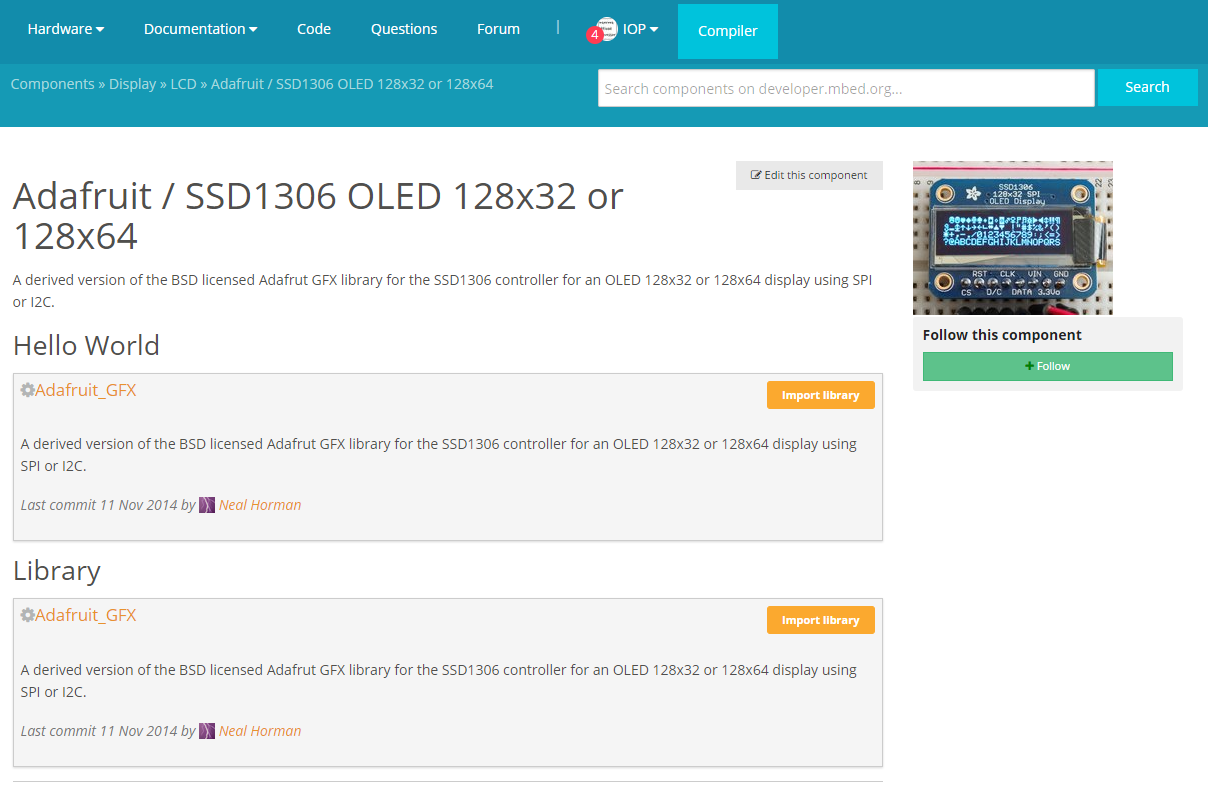 Hardware
Documentation
Code
Questions
Forum
|
4
IOP
Compiler
Components » Display » LCD » Adafruit / SSD1306 OLED 128x32 or 128x64
Search components on developer.mbed.org...
Search
Adafruit / SSD1306 OLED 128x32 or
128x64
Edit this component
A derived version of the BSD licensed Adafrut GFX library for the SSD1306 controller for an OLED 128x32 or 128x64 display using SPI
or I2C.
Hello World
Adafruit_GFX
Import library
A derived version of the BSD licensed Adafrut GFX library for the SSD1306 controller for an OLED 128x32 or 128x64 display using
SPI or I2C.
Last commit 11 Nov 2014 by Neal Horman
Library
Adafruit_GFX
Import library
A derived version of the BSD licensed Adafrut GFX library for the SSD1306 controller for an OLED 128x32 or 128x64 display using
SPI or I2C.
Last commit 11 Nov 2014 by Neal Horman
SSD1306
128x32 SPI
OLED Display
?@ABCDEFGHIJKLMNOPQRS
RST CLK VIN GND
CS D/C DATA 3.3Vo
Follow this component
Follow